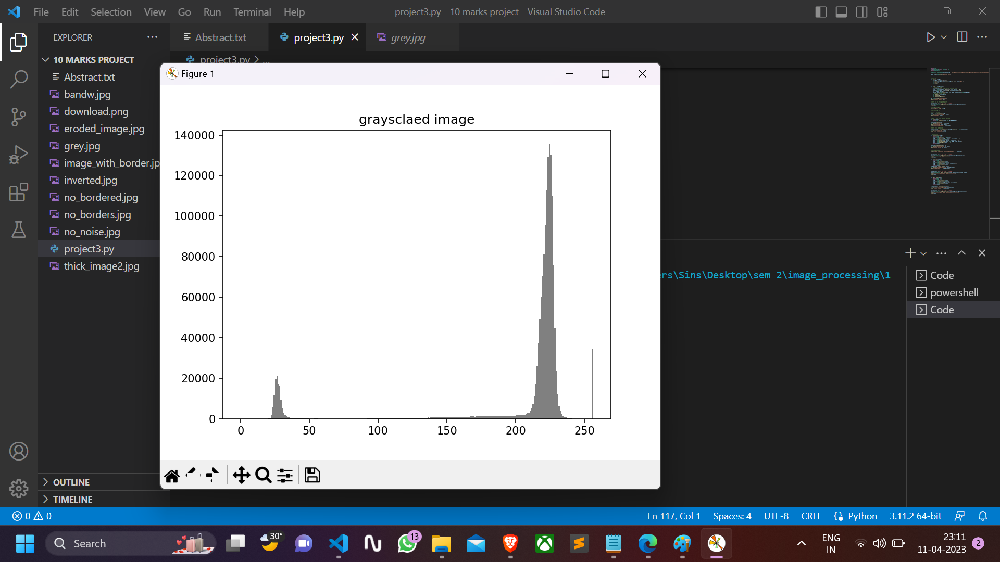 File Edit Selection View Go Run Terminal Help
project3.py - 10 marks project - Visual Studio Code
EXPLORER
Abstract.txt
project3.py
grey.jpg
10 MARKS PROJECT
project3.py > ...
Abstract.txt
bandw.jpg
download.png
eroded_image.jpg
grey.jpg
image_with_border.jp
inverted.jpg
no_bordered.jpg
no_borders.jpg
no_noise.jpg
project3.py
thick_image2.jpg
OUTLINE
TIMELINE
Figure 1
graysclaed image
140000
120000
100000
80000
60000
40000
20000
0
0 50 100 150 200 250
rs\Sins\Desktop\sem 2\image_processing\1
Code
powershell
Code
0 0
Ln 117, Col 1 Spaces: 4 UTF-8 CRLF Python 3.11.2 64-bit
Search
30°
13
ENG
IN
23:11
11-04-2023
2